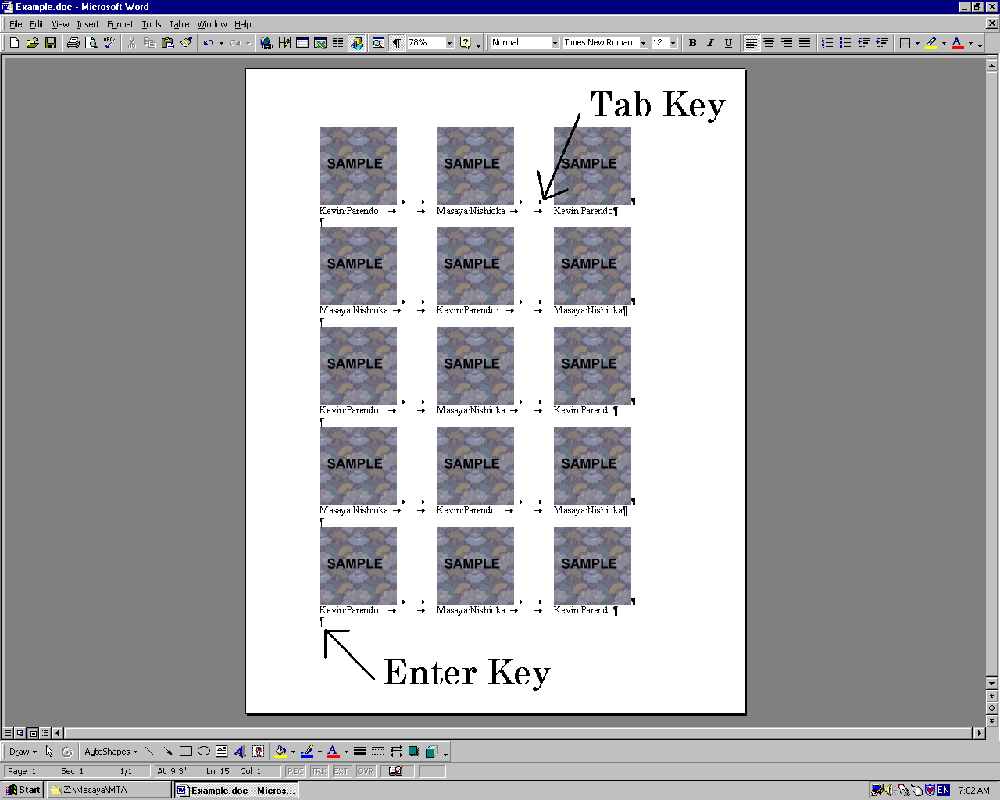 Example.doc - Microsoft Word
File Edit View Insert Format Tools Table Window Help
78% Normal Times New Roman 12 B I U
Tab Key
SAMPLE SAMPLE SAMPLE
Kevin·Parendo → → Masaya·Nishioka → → Kevin·Parendo¶
¶
SAMPLE SAMPLE SAMPLE
Masaya·Nishioka → → Kevin·Parendo· → → Masaya·Nishioka¶
¶
SAMPLE SAMPLE SAMPLE
Kevin·Parendo → → Masaya·Nishioka → → Kevin·Parendo¶
¶
SAMPLE SAMPLE SAMPLE
Masaya·Nishioka → → Kevin·Parendo → → Masaya·Nishioka¶
¶
SAMPLE SAMPLE SAMPLE
Kevin·Parendo → → Masaya·Nishioka → → Kevin·Parendo¶
¶
Enter Key
Draw AutoShapes
Page 1 Sec 1 1/1 At 9.3" Ln 15 Col 1 REC TRK EXT OVR
Start Z:\Masaya\MTA Example.doc - Micros... EN 7:02 AM